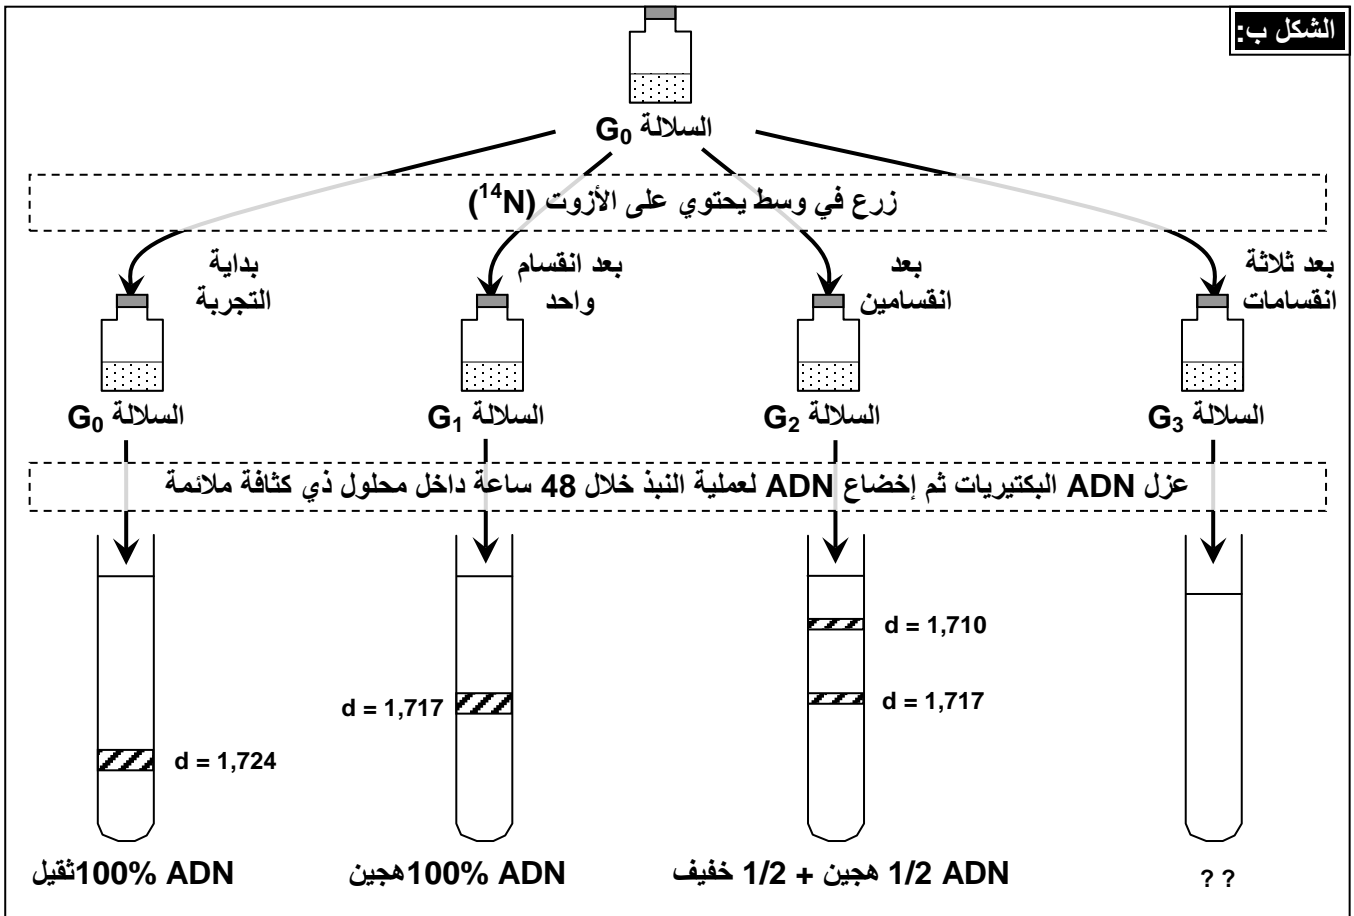 الشكل ب:
السلالة G₀
زرع في وسط يحتوي على الأزوت (¹⁴N)
بداية
التجربة
بعد انقسام
واحد
بعد
انقسامين
بعد ثلاثة
انقسامات
السلالة G₀
السلالة G₁
السلالة G₂
السلالة G₃
عزل ADN البكتيريات ثم إخضاع ADN لعملية النبذ خلال 48 ساعة داخل محلول ذي كثافة ملائمة
d = 1,724
d = 1,717
d = 1,710
d = 1,717
100% ADN ثقيل
100% ADN هجين
1/2 ADN هجين + 1/2 خفيف
? ?